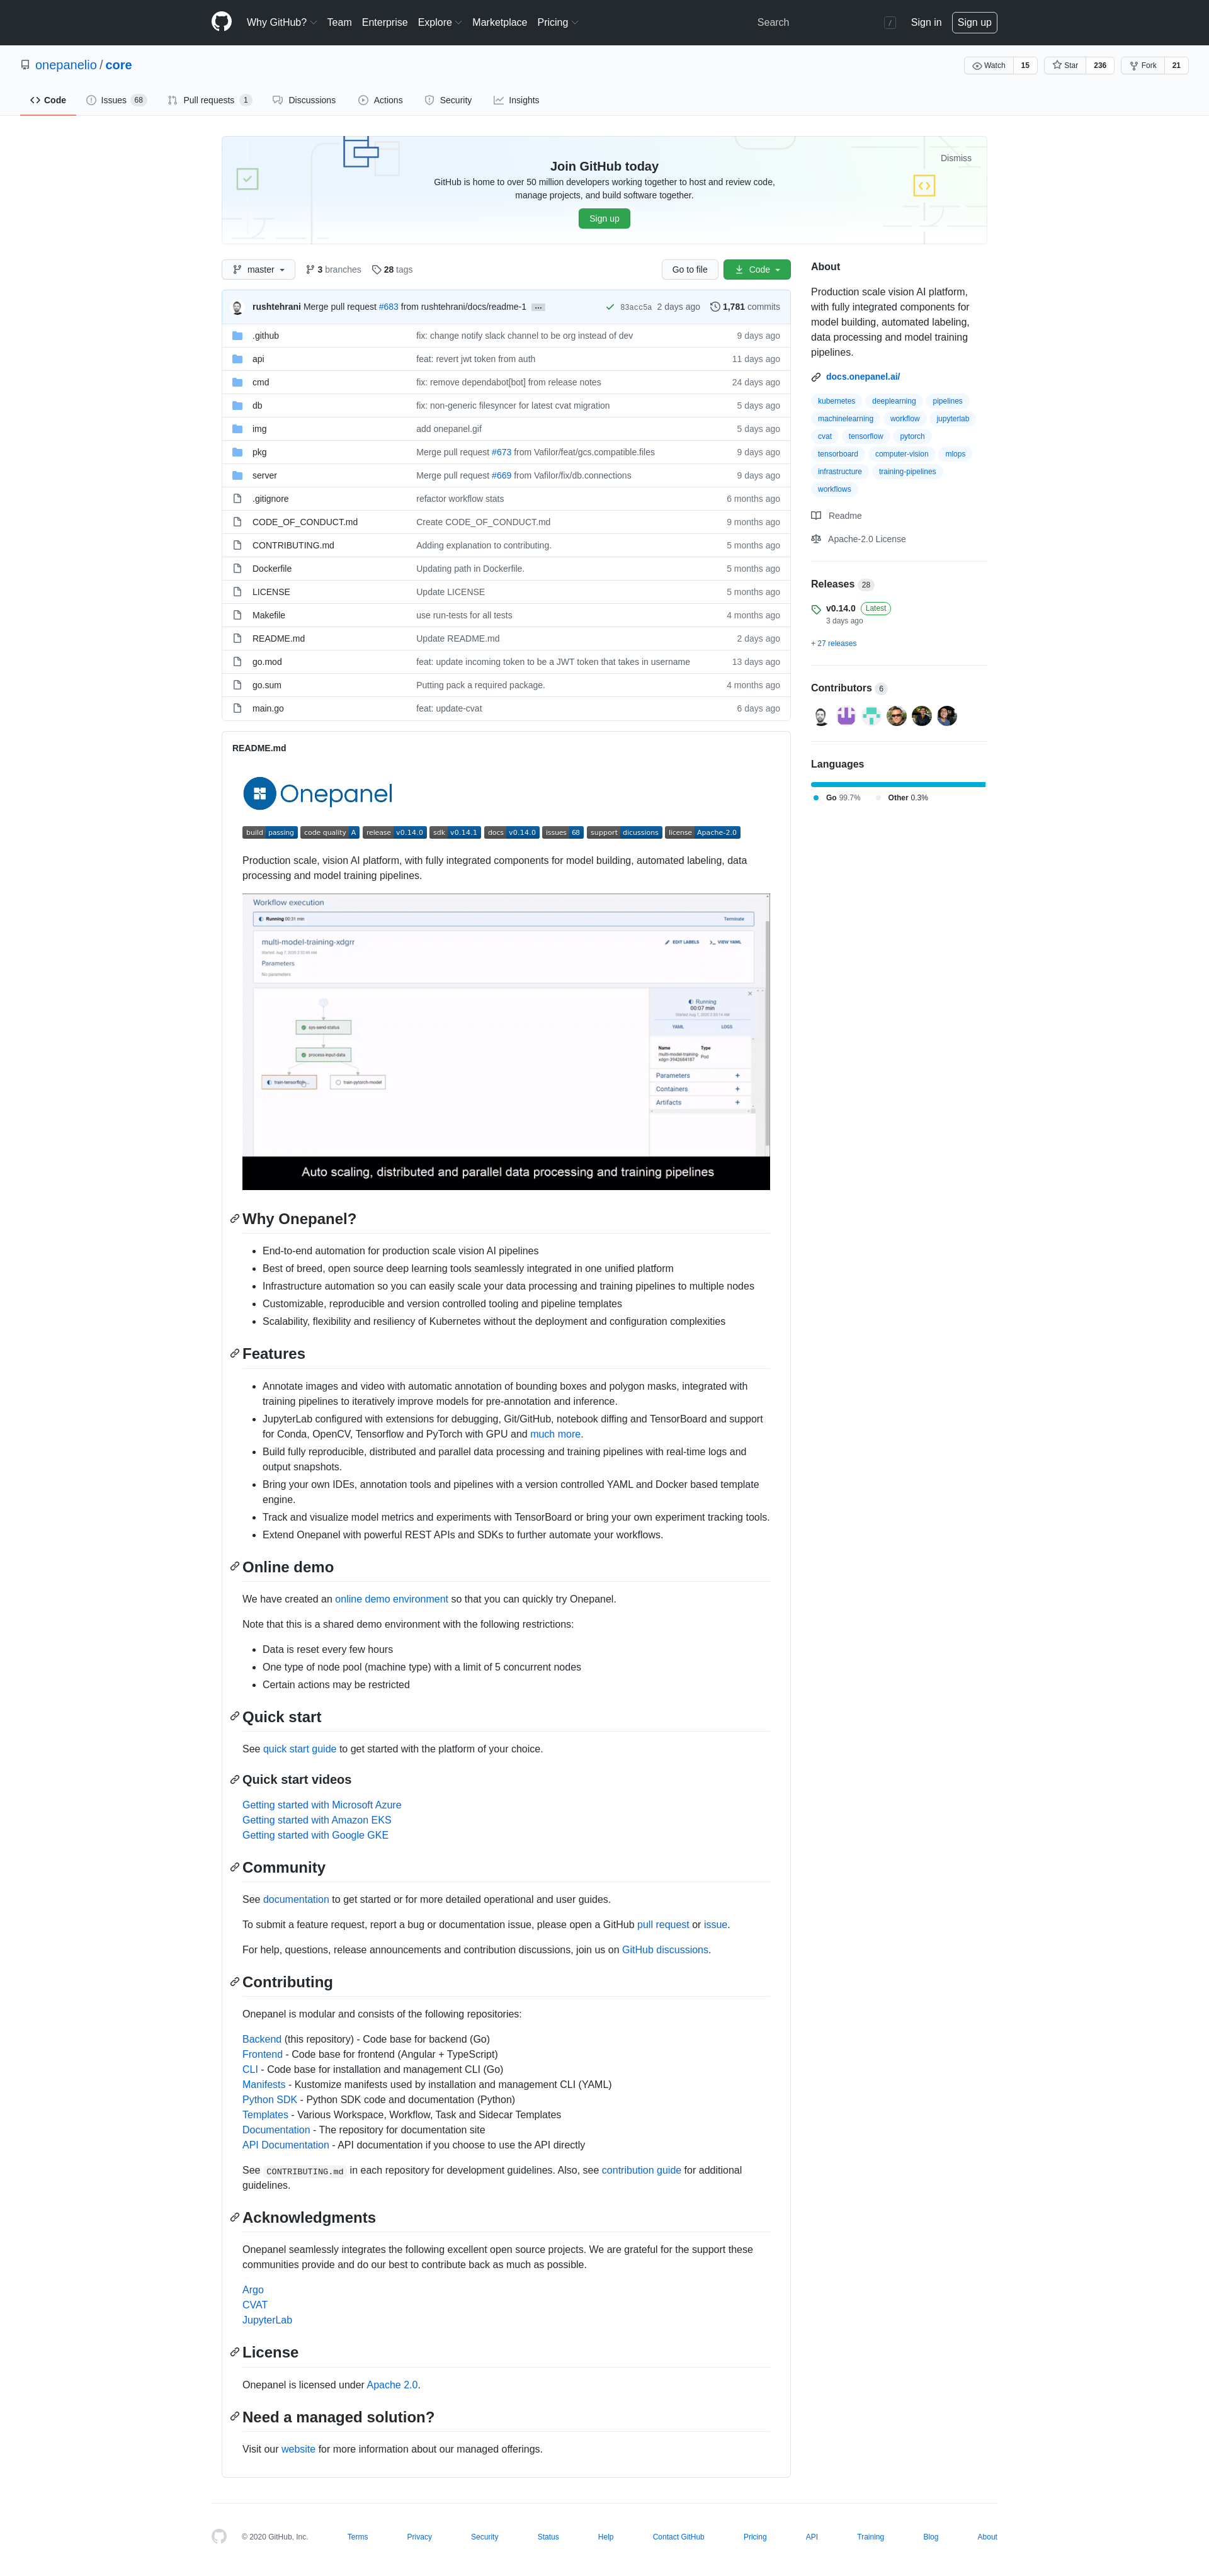 Why GitHub? Team Enterprise Explore Marketplace Pricing Search / Sign in Sign up
onepanelio / core Watch 15 Star 236 Fork 21
Code Issues 68 Pull requests 1 Discussions Actions Security Insights
Join GitHub today
Dismiss
GitHub is home to over 50 million developers working together to host and review code,
manage projects, and build software together.
Sign up
master 3 branches 28 tags Go to file Code
rushtehrani Merge pull request #683 from rushtehrani/docs/readme-1 … 83acc5a 2 days ago 1,781 commits
.github fix: change notify slack channel to be org instead of dev 9 days ago
api feat: revert jwt token from auth 11 days ago
cmd fix: remove dependabot[bot] from release notes 24 days ago
db fix: non-generic filesyncer for latest cvat migration 5 days ago
img add onepanel.gif 5 days ago
pkg Merge pull request #673 from Vafilor/feat/gcs.compatible.files 9 days ago
server Merge pull request #669 from Vafilor/fix/db.connections 9 days ago
.gitignore refactor workflow stats 6 months ago
CODE_OF_CONDUCT.md Create CODE_OF_CONDUCT.md 9 months ago
CONTRIBUTING.md Adding explanation to contributing. 5 months ago
Dockerfile Updating path in Dockerfile. 5 months ago
LICENSE Update LICENSE 5 months ago
Makefile use run-tests for all tests 4 months ago
README.md Update README.md 2 days ago
go.mod feat: update incoming token to be a JWT token that takes in username 13 days ago
go.sum Putting pack a required package. 4 months ago
main.go feat: update-cvat 6 days ago
About
Production scale vision AI platform,
with fully integrated components for
model building, automated labeling,
data processing and model training
pipelines.
docs.onepanel.ai/
kubernetes deeplearning pipelines
machinelearning workflow jupyterlab
cvat tensorflow pytorch
tensorboard computer-vision mlops
infrastructure training-pipelines
workflows
Readme
Apache-2.0 License
Releases 28
v0.14.0 Latest
3 days ago
+ 27 releases
Contributors 6
Languages
Go 99.7% Other 0.3%
README.md
Onepanel
build passing code quality A release v0.14.0 sdk v0.14.1 docs v0.14.0 issues 68 support dicussions license Apache-2.0
Production scale, vision AI platform, with fully integrated components for model building, automated labeling, data
processing and model training pipelines.
Workflow execution
Running 00:31 min Terminate
multi-model-training-xdgrr EDIT LABELS VIEW YAML
Parameters
No parameters
Running
00:07 min
YAML LOGS
sys-send-status
process-input-data
train-pytorch-model
Name Type
Pod
Parameters +
Containers +
Artifacts +
Auto scaling, distributed and parallel data processing and training pipelines
Why Onepanel?
End-to-end automation for production scale vision AI pipelines
Best of breed, open source deep learning tools seamlessly integrated in one unified platform
Infrastructure automation so you can easily scale your data processing and training pipelines to multiple nodes
Customizable, reproducible and version controlled tooling and pipeline templates
Scalability, flexibility and resiliency of Kubernetes without the deployment and configuration complexities
Features
Annotate images and video with automatic annotation of bounding boxes and polygon masks, integrated with
training pipelines to iteratively improve models for pre-annotation and inference.
JupyterLab configured with extensions for debugging, Git/GitHub, notebook diffing and TensorBoard and support
for Conda, OpenCV, Tensorflow and PyTorch with GPU and much more.
Build fully reproducible, distributed and parallel data processing and training pipelines with real-time logs and
output snapshots.
Bring your own IDEs, annotation tools and pipelines with a version controlled YAML and Docker based template
engine.
Track and visualize model metrics and experiments with TensorBoard or bring your own experiment tracking tools.
Extend Onepanel with powerful REST APIs and SDKs to further automate your workflows.
Online demo
We have created an online demo environment so that you can quickly try Onepanel.
Note that this is a shared demo environment with the following restrictions:
Data is reset every few hours
One type of node pool (machine type) with a limit of 5 concurrent nodes
Certain actions may be restricted
Quick start
See quick start guide to get started with the platform of your choice.
Quick start videos
Getting started with Microsoft Azure
Getting started with Amazon EKS
Getting started with Google GKE
Community
See documentation to get started or for more detailed operational and user guides.
To submit a feature request, report a bug or documentation issue, please open a GitHub pull request or issue.
For help, questions, release announcements and contribution discussions, join us on GitHub discussions.
Contributing
Onepanel is modular and consists of the following repositories:
Backend (this repository) - Code base for backend (Go)
Frontend - Code base for frontend (Angular + TypeScript)
CLI - Code base for installation and management CLI (Go)
Manifests - Kustomize manifests used by installation and management CLI (YAML)
Python SDK - Python SDK code and documentation (Python)
Templates - Various Workspace, Workflow, Task and Sidecar Templates
Documentation - The repository for documentation site
API Documentation - API documentation if you choose to use the API directly
See CONTRIBUTING.md in each repository for development guidelines. Also, see contribution guide for additional
guidelines.
Acknowledgments
Onepanel seamlessly integrates the following excellent open source projects. We are grateful for the support these
communities provide and do our best to contribute back as much as possible.
Argo
CVAT
JupyterLab
License
Onepanel is licensed under Apache 2.0.
Need a managed solution?
Visit our website for more information about our managed offerings.
© 2020 GitHub, Inc. Terms Privacy Security Status Help Contact GitHub Pricing API Training Blog About